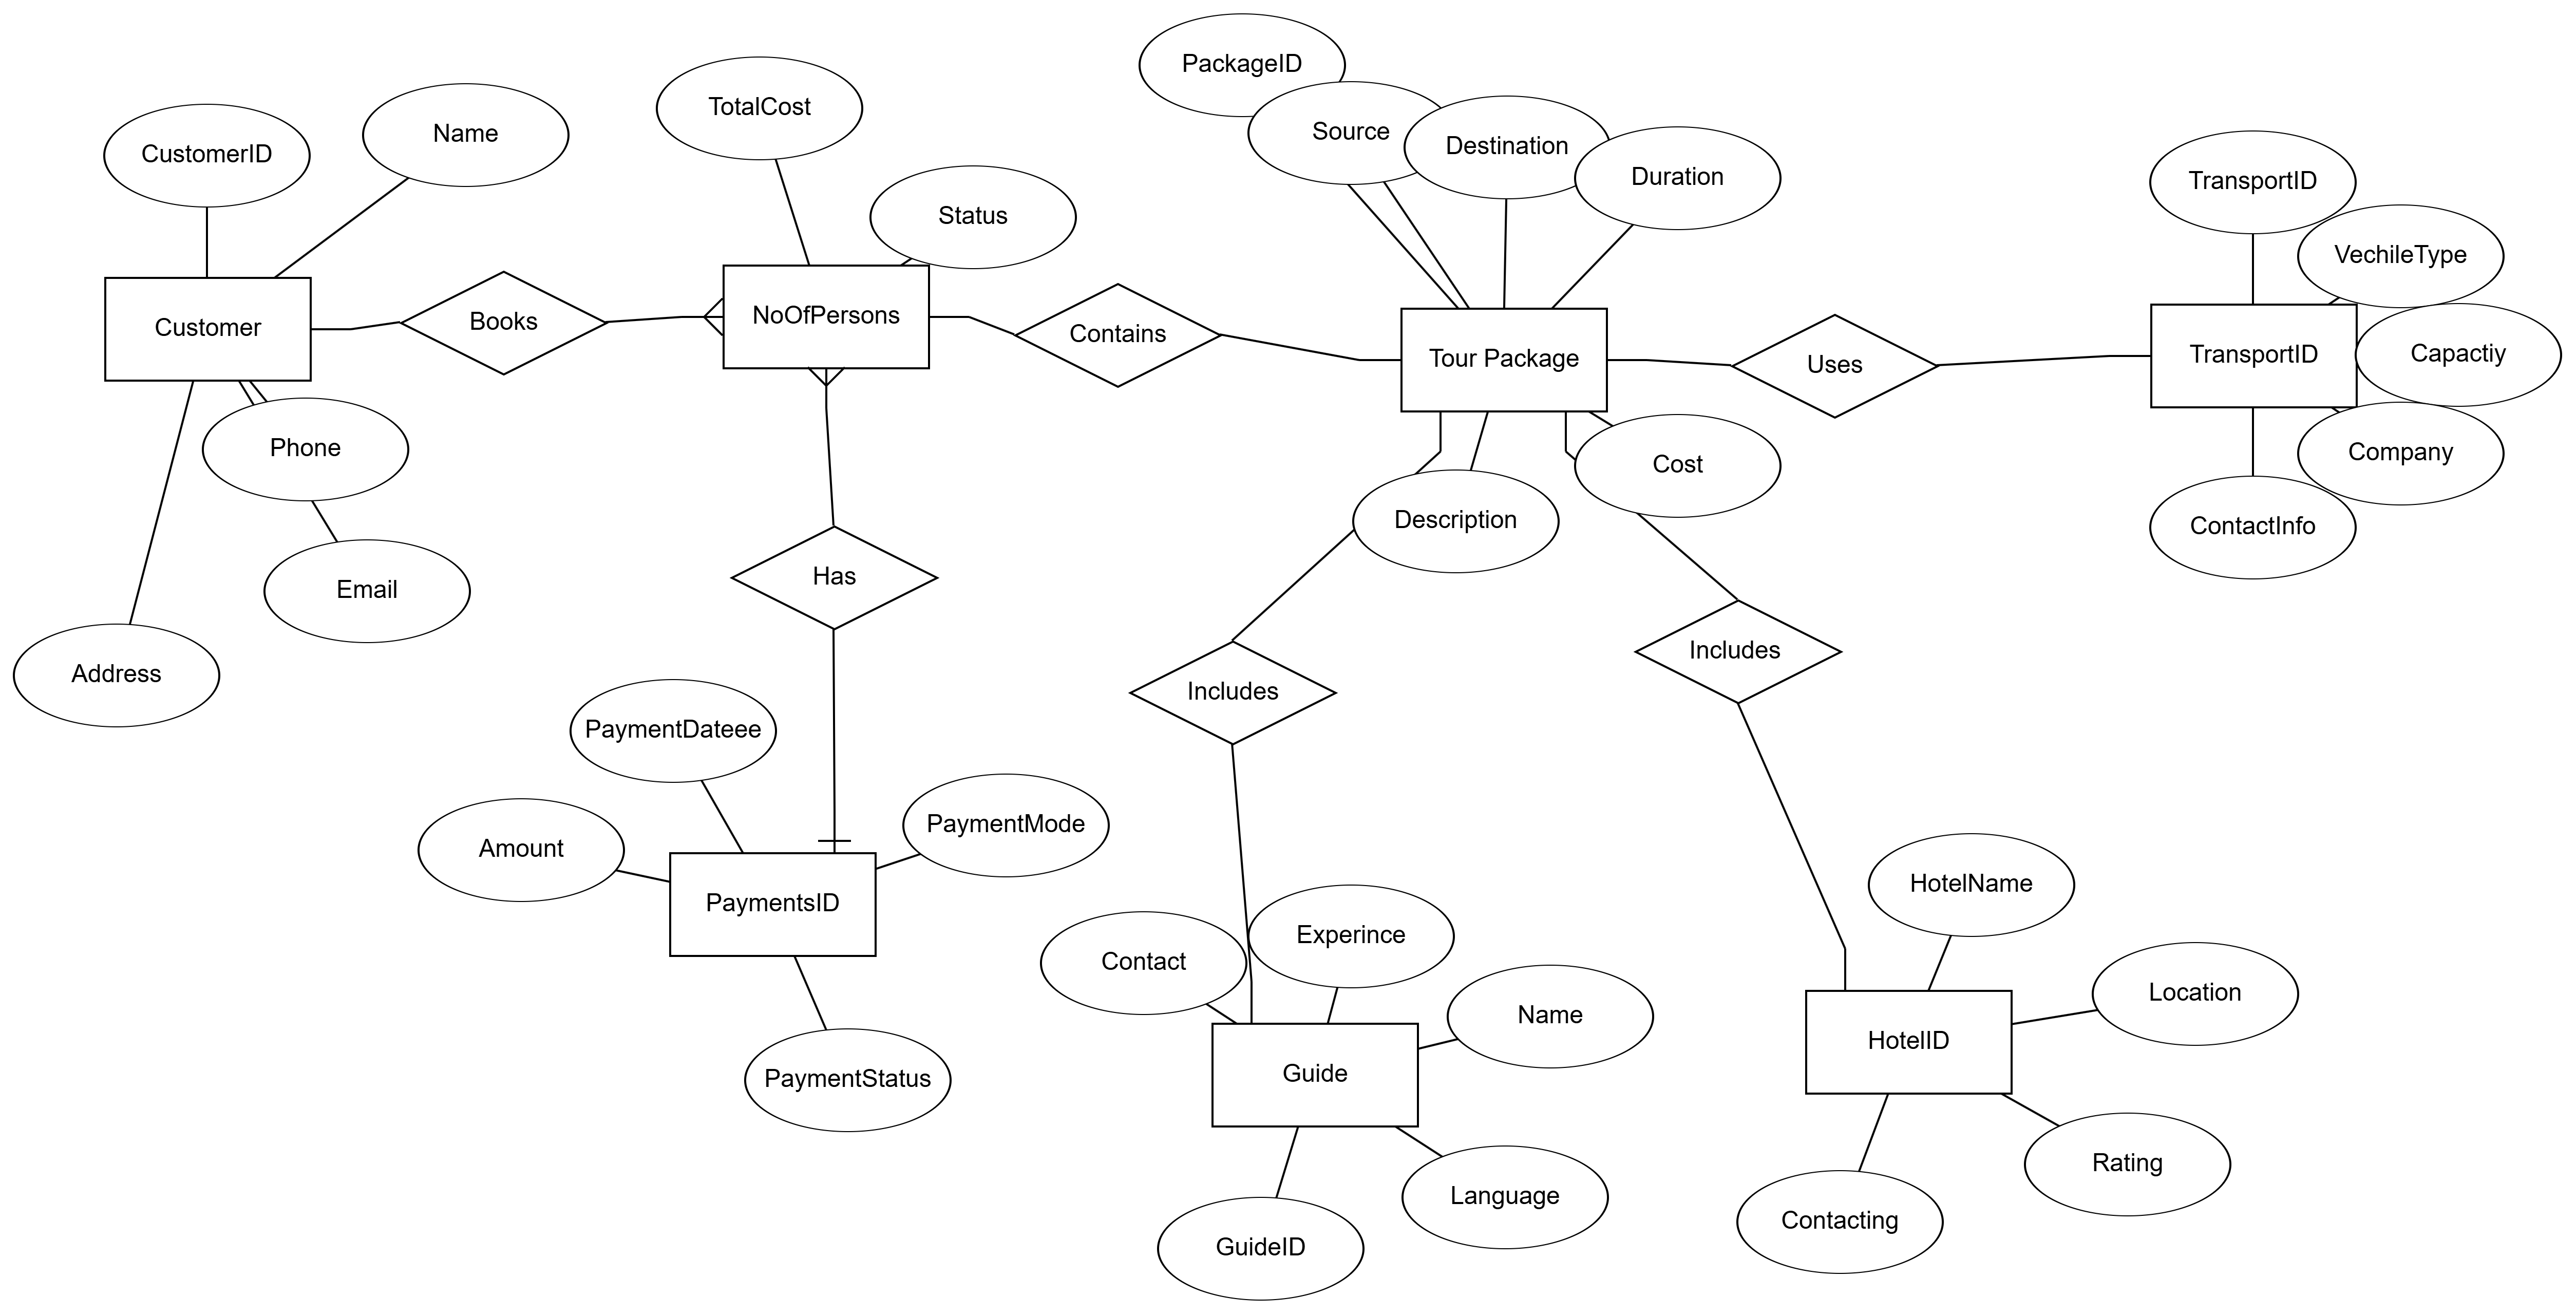 PackageID
TotalCost
Source
Name
Destination
CustomerID
Duration
TransportID
Status
VechileType
NoOfPersons
Books
Customer
Contains
Capactiy
TransportID
Tour Package
Uses
Phone
Company
Cost
Description
ContactInfo
Has
Email
Includes
Address
Includes
PaymentDateee
PaymentMode
Amount
HotelName
PaymentsID
Experince
Contact
Location
Name
HotelID
Guide
PaymentStatus
Rating
Language
Contacting
GuideID